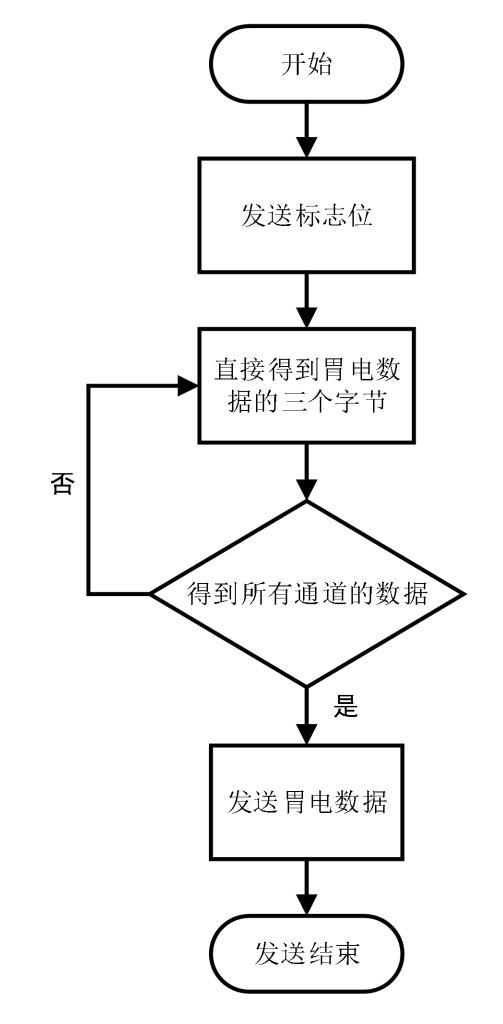 开始
发送标志位
直接得到胃电数
据的三个字节
否
得到所有通道的数据
是
发送胃电数据
发送结束